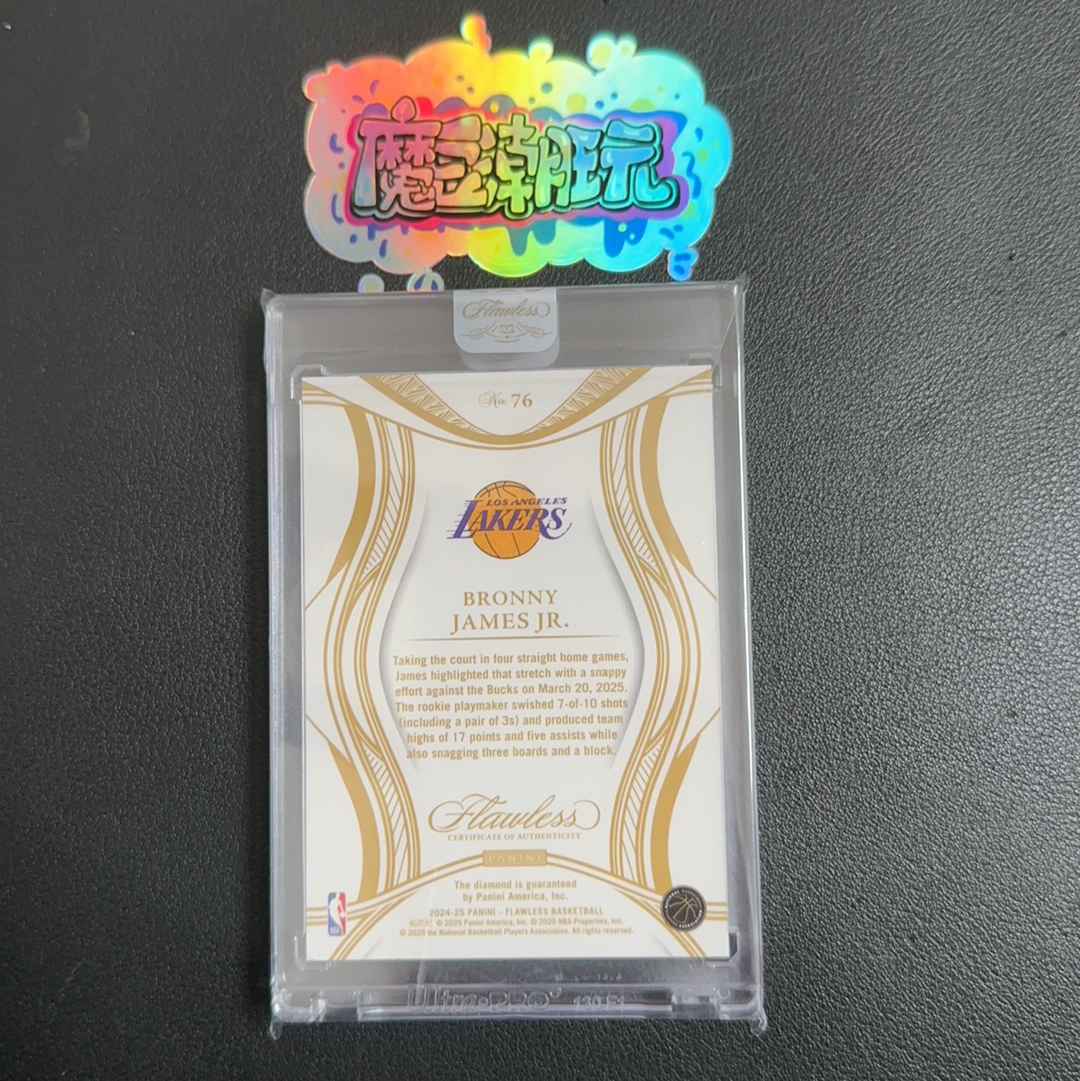 魔王潮玩
Flawless
No. 76
LOS ANGELES
LAKERS
BRONNY
JAMES JR.
Taking the court in four straight home games,
James highlighted that stretch with a snappy
effort against the Bucks on March 20, 2025.
The rookie playmaker swished 7-of-10 shots
(including a pair of 3s) and produced team
highs of 17 points and five assists while
also snagging three boards and a block.
Flawless
CERTIFICATE OF AUTHENTICITY
PANINI
The diamond is guaranteed
by Panini America, Inc.
2024-25 PANINI – FLAWLESS BASKETBALL
© 2025 Panini America, Inc. © 2025 NBA Properties, Inc.
© 2025 the National Basketball Players Association. All rights reserved.
Ultra•PRO